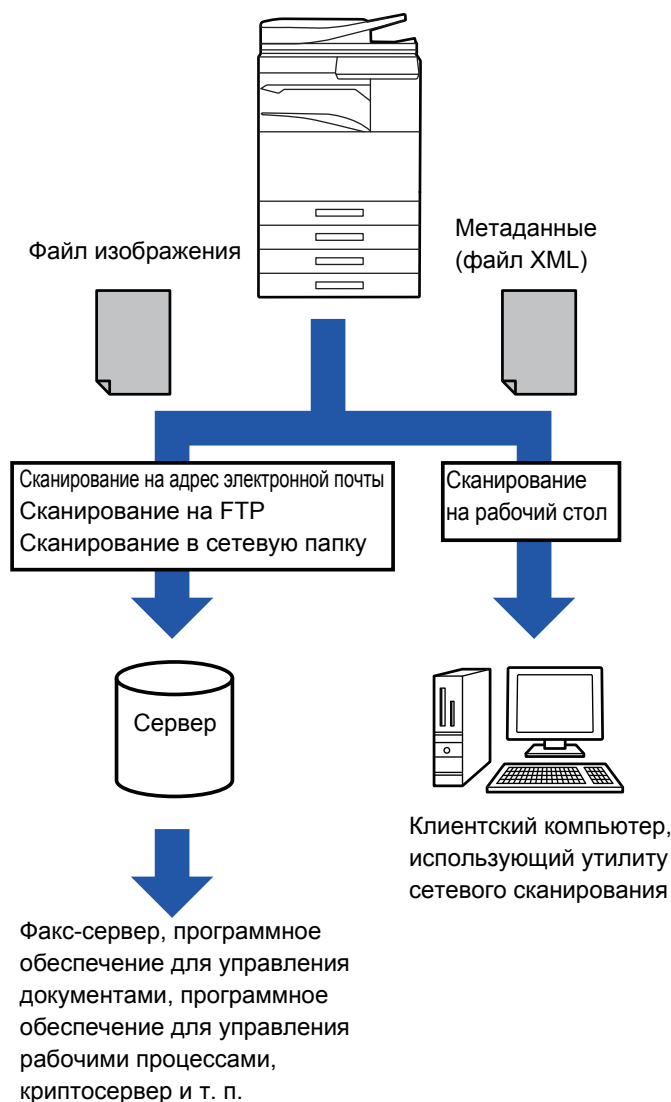 Файл изображения
Метаданные
(файл XML)
Сканирование на адрес электронной почты
Сканирование на FTP
Сканирование в сетевую папку
Сканирование
на рабочий стол
Сервер
Клиентский компьютер,
использующий утилиту
сетевого сканирования
Факс-сервер, программное
обеспечение для управления
документами, программное
обеспечение для управления
рабочими процессами,
криптосервер и т. п.